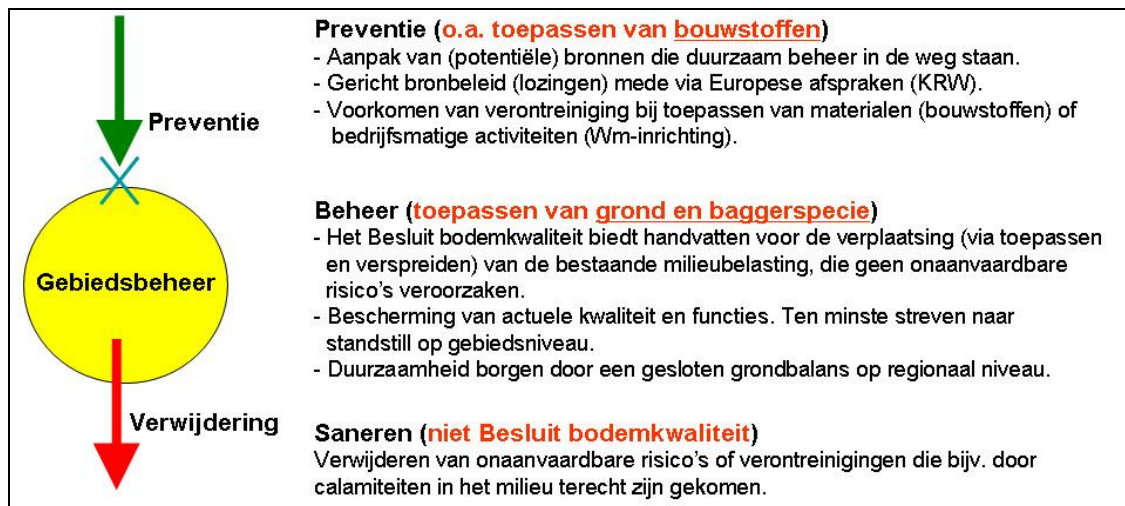 Preventie (o.a. toepassen van bouwstoffen)
- Aanpak van (potentiële) bronnen die duurzaam beheer in de weg staan.
- Gericht bronbeleid (lozingen) mede via Europese afspraken (KRW).
- Voorkomen van verontreiniging bij toepassen van materialen (bouwstoffen) of
bedrijfsmatige activiteiten (Wm-inrichting).
Preventie
Beheer (toepassen van grond en baggerspecie)
- Het Besluit bodemkwaliteit biedt handvatten voor de verplaatsing (via toepassen
en verspreiden) van de bestaande milieubelasting, die geen onaanvaardbare
risico's veroorzaken.
- Bescherming van actuele kwaliteit en functies. Ten minste streven naar
standstill op gebiedsniveau.
- Duurzaamheid borgen door een gesloten grondbalans op regionaal niveau.
Gebiedsbeheer
Verwijdering
Saneren (niet Besluit bodemkwaliteit)
Verwijderen van onaanvaardbare risico's of verontreinigingen die bijv. door
calamiteiten in het milieu terecht zijn gekomen.